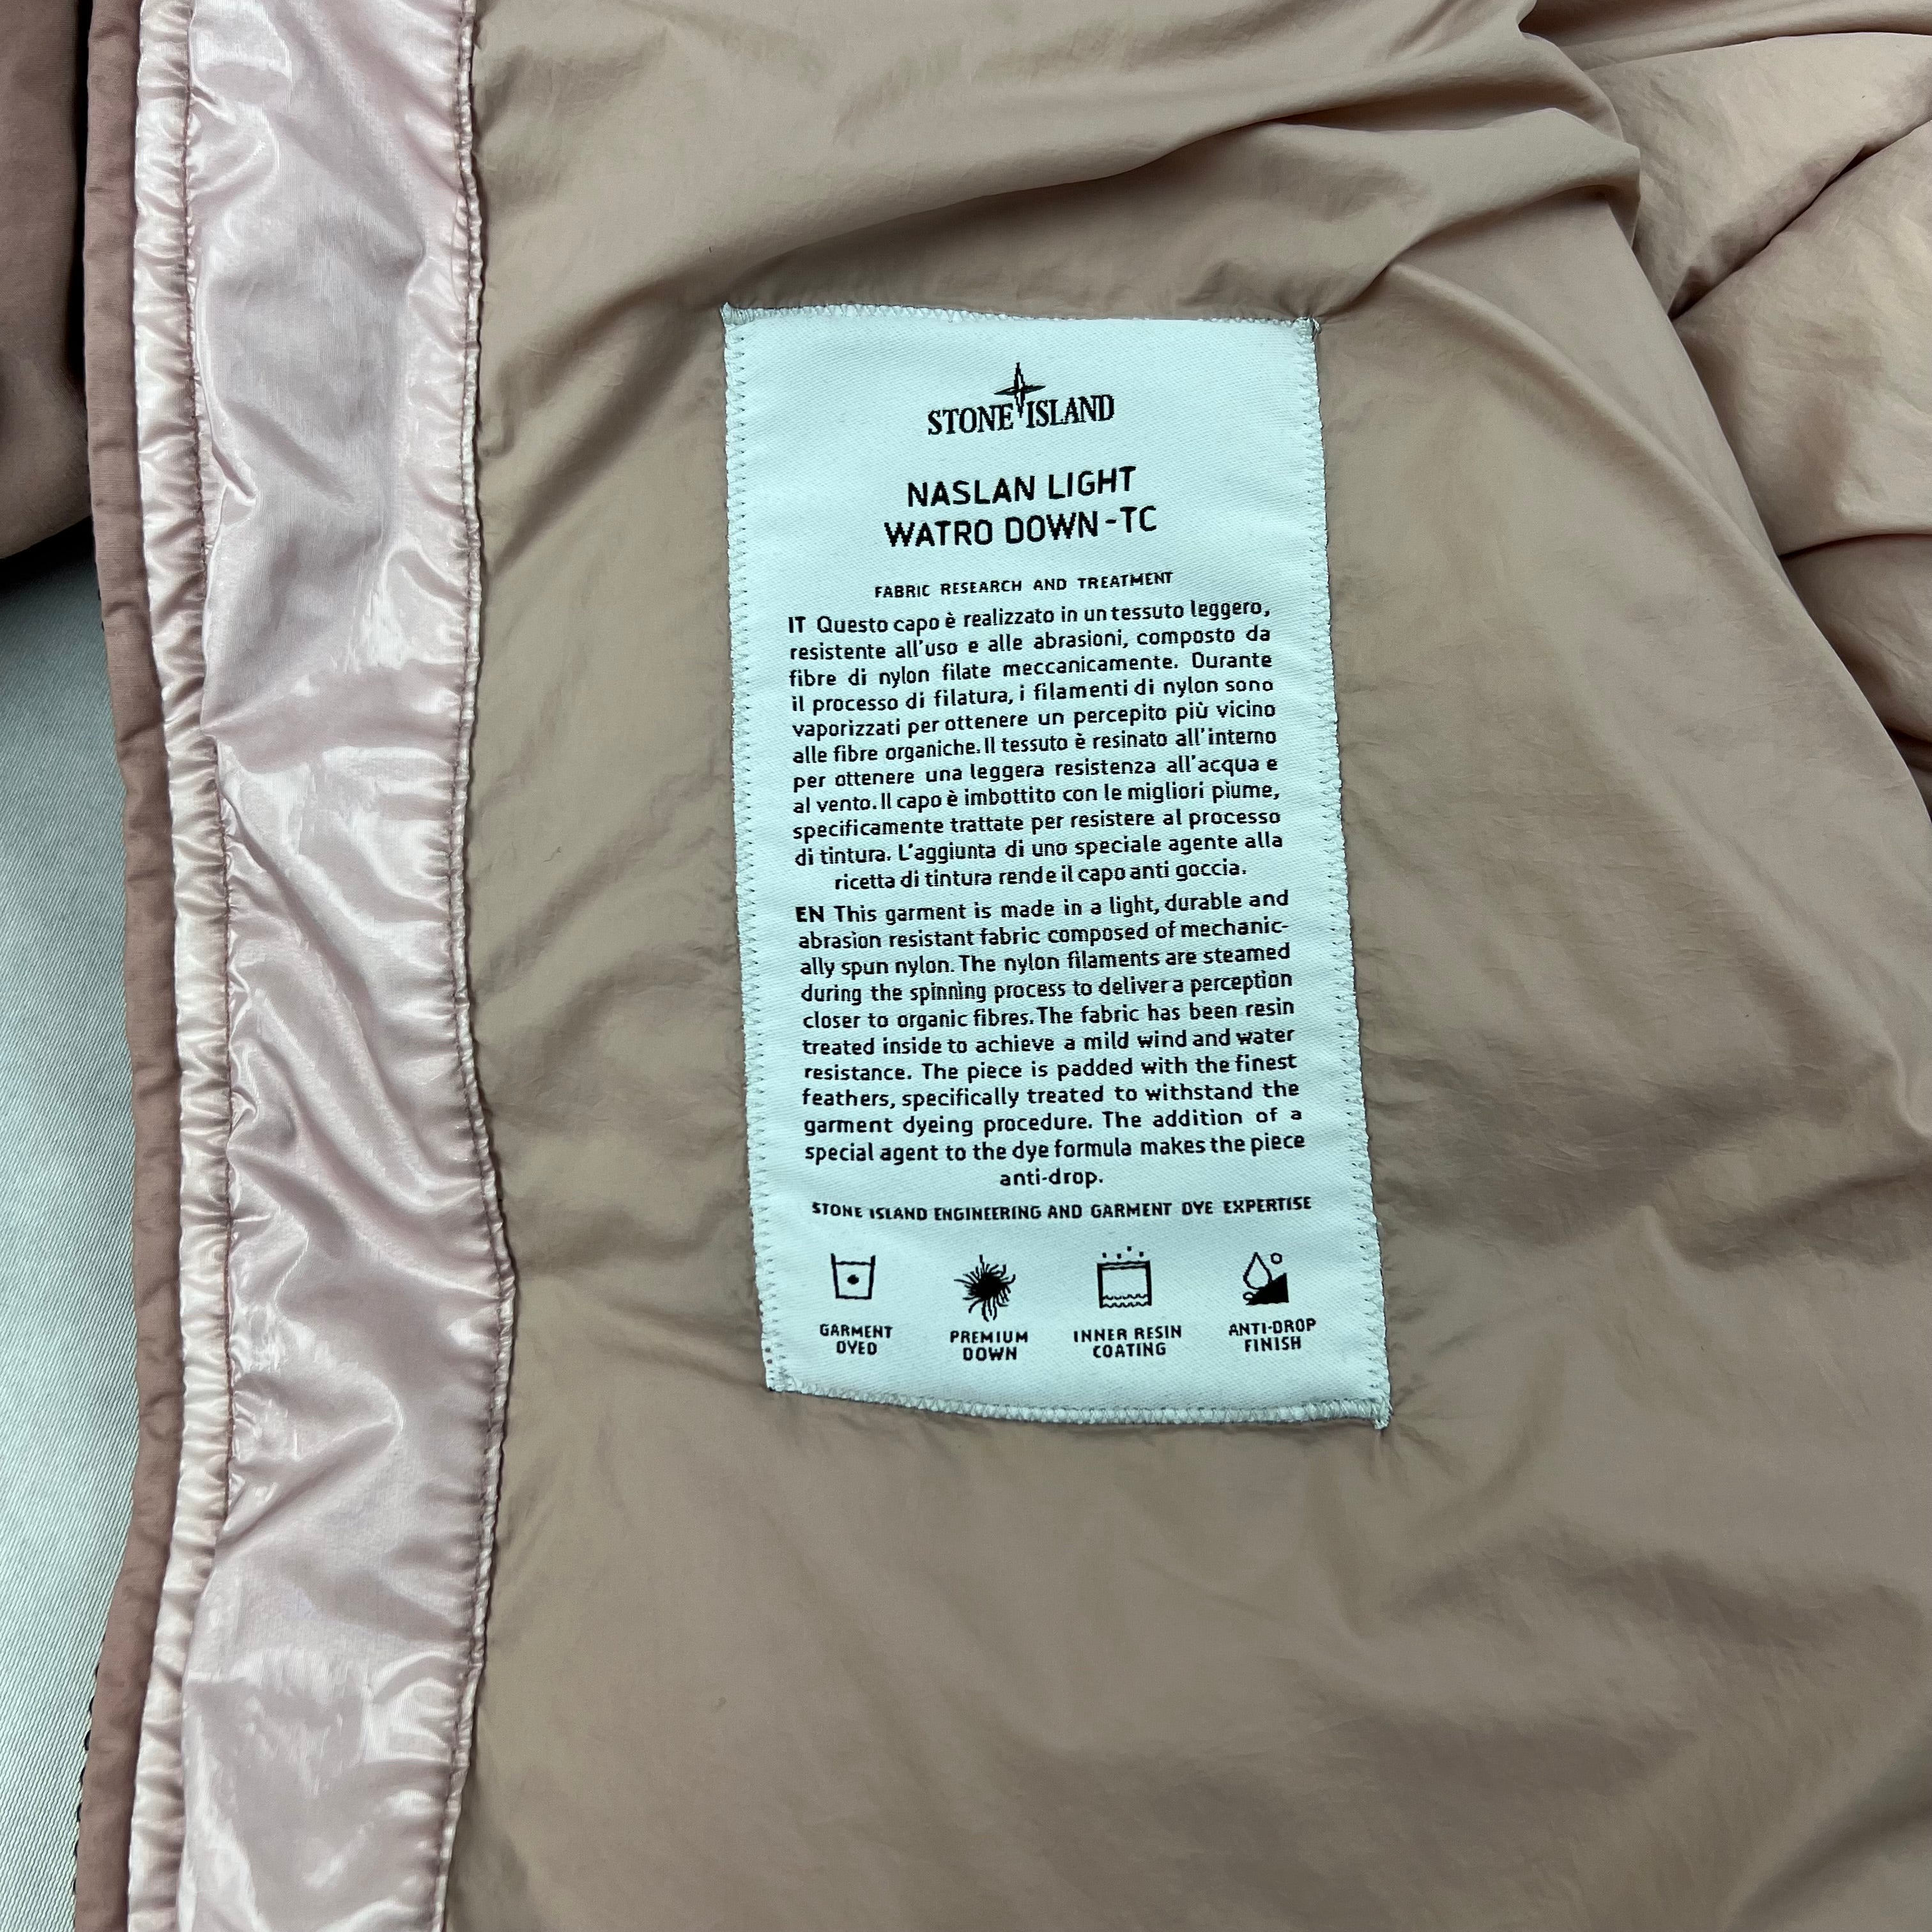 STONE ISLAND
NASLAN LIGHT
WATRO DOWN-TC
FABRIC RESEARCH AND TREATMENT
IT Questo capo è realizzato in un tessuto leggero,
resistente all'uso e alle abrasioni, composto da
fibre di nylon filate meccanicamente. Durante
il processo di filatura, i filamenti di nylon sono
vaporizzati per ottenere un percepito più vicino
alle fibre organiche. Il tessuto è resinato all'interno
per ottenere una leggera resistenza all'acqua e
al vento. Il capo è imbottito con le migliori piume,
specificamente trattate per resistere al processo
di tintura. L'aggiunta di uno speciale agente alla
ricetta di tintura rende il capo anti goccia.
EN This garment is made in a light, durable and
abrasion resistant fabric composed of mechanic-
ally spun nylon. The nylon filaments are steamed
during the spinning process to deliver a perception
closer to organic fibres. The fabric has been resin
treated inside to achieve a mild wind and water
resistance. The piece is padded with the finest
feathers, specifically treated to withstand the
garment dyeing procedure. The addition of a
special agent to the dye formula makes the piece
anti-drop.
STONE ISLAND ENGINEERING AND GARMENT DYE EXPERTISE
GARMENT
DYED
PREMIUM
DOWN
INNER RESIN
COATING
ANTI-DROP
FINISH